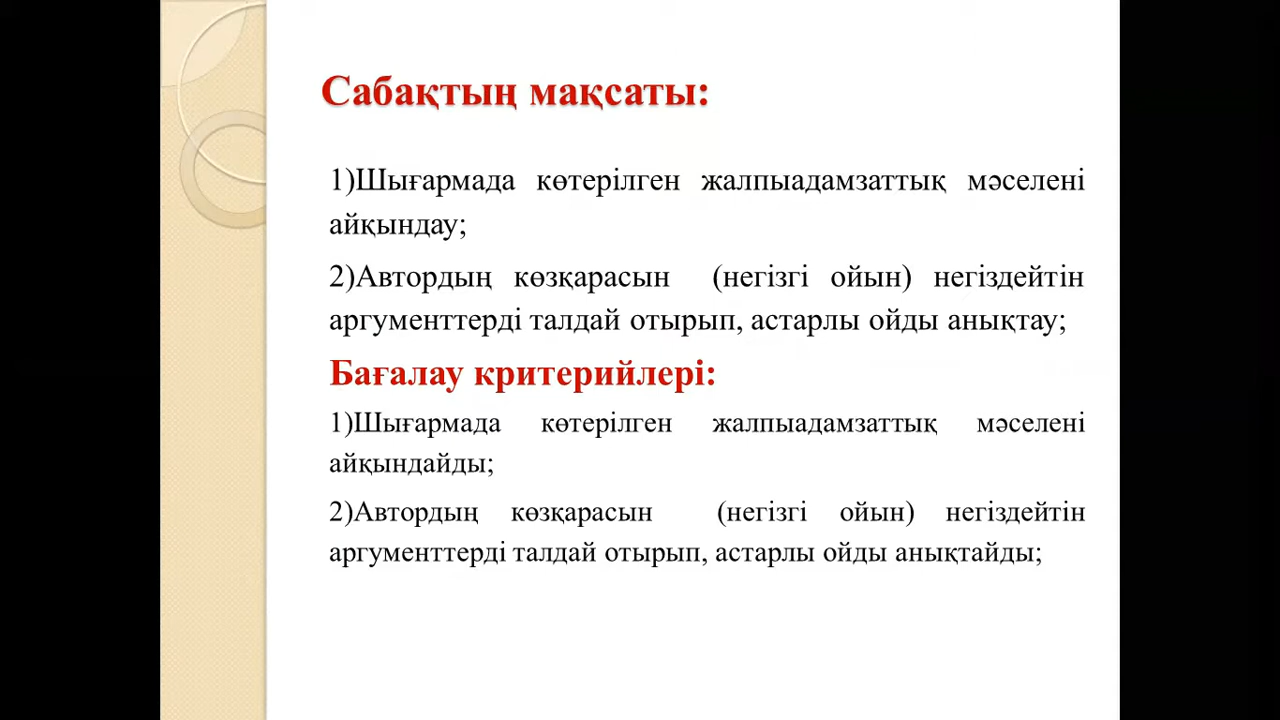 Сабақтың мақсаты:
1)Шығармада көтерілген жалпыадамзаттық мәселені
айқындау;
2)Автордың көзқарасын (негізгі ойын) негіздейтін
аргументтерді талдай отырып, астарлы ойды анықтау;
Бағалау критерийлері:
1)Шығармада көтерілген жалпыадамзаттық мәселені
айқындайды;
2)Автордың көзқарасын (негізгі ойын) негіздейтін
аргументтерді талдай отырып, астарлы ойды анықтайды;